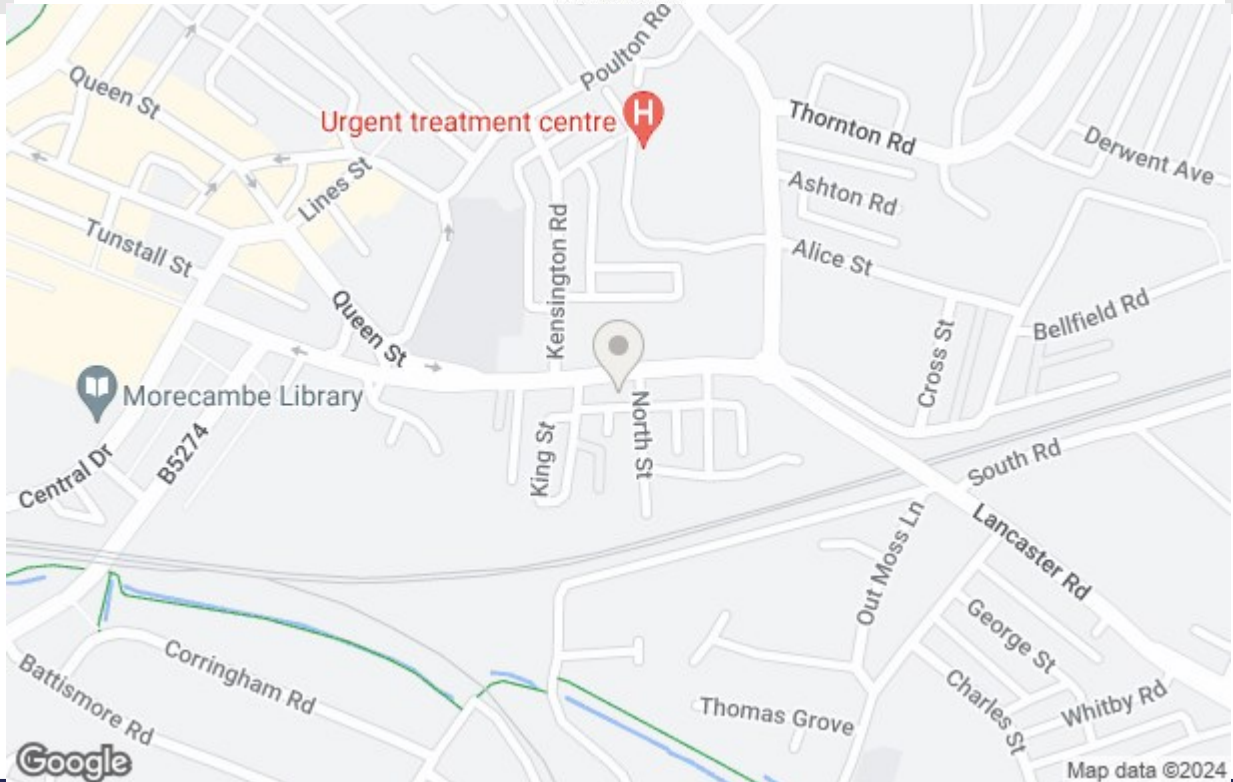 Queen St
Poulton Rd
Urgent treatment centre
H
Thornton Rd
Derwent Ave
Lines St
Ashton Rd
Tunstall St
Kensington Rd
Alice St
Queen St
Bellfield Rd
Cross St
Morecambe Library
North St
King St
B5274
Central Dr
South Rd
Out Moss Ln
Lancaster Rd
George St
Corringham Rd
Battismore Rd
Charles St
Whitby Rd
Thomas Grove
Google
Map data ©2024